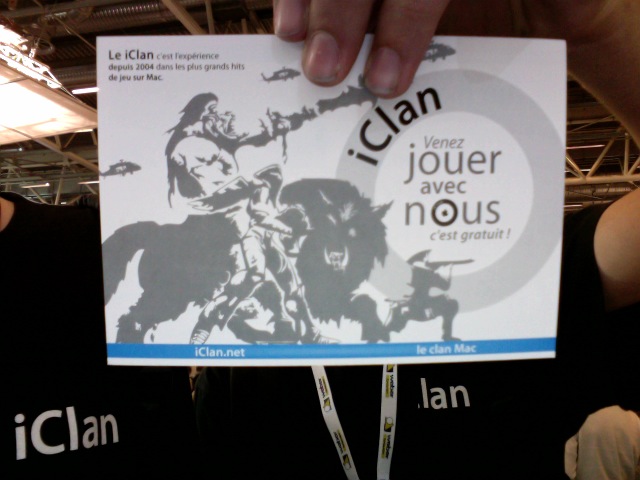 Le iClan c'est l'expérience
depuis 2004 dans les plus grands hits
de jeu sur Mac.
iClan
Venez
jouer
avec
nous
c'est gratuit !
iClan.net
le clan Mac
iClan
lan